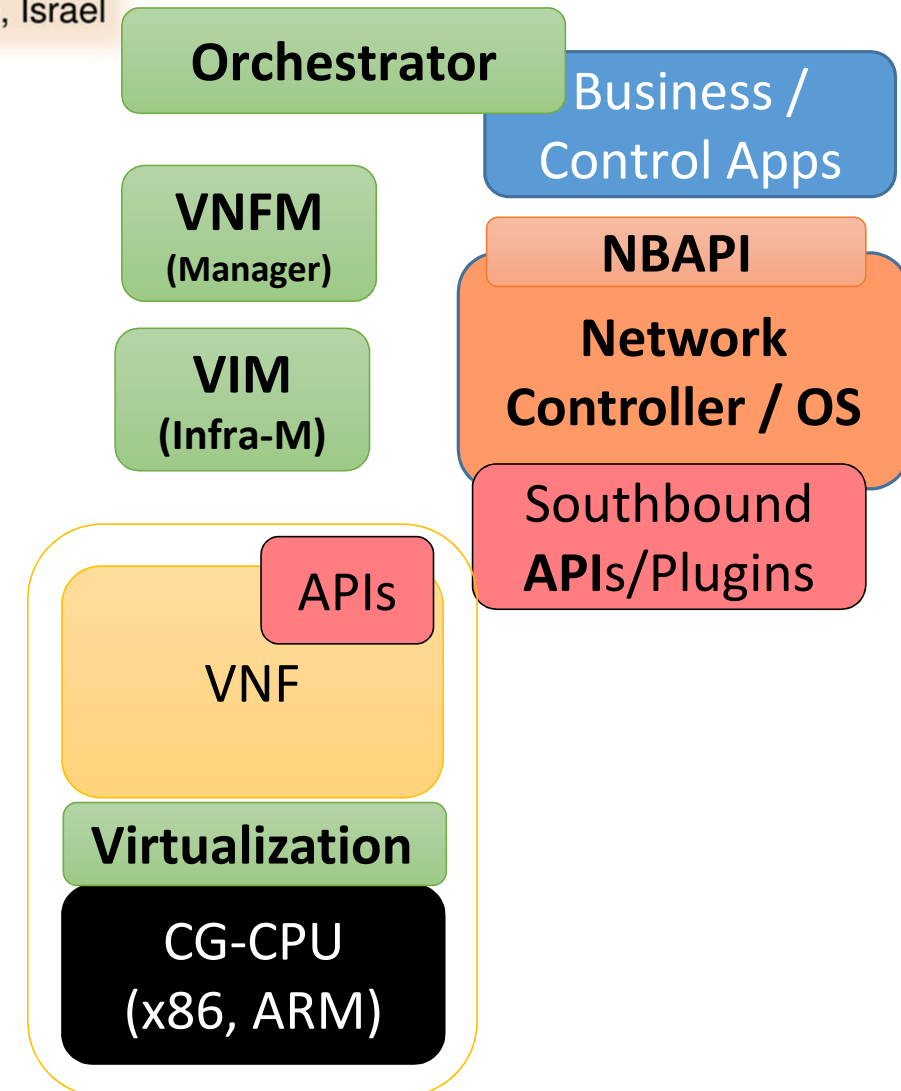 , Israel
Orchestrator
Business /
Control Apps
VNFM
(Manager)
NBAPI
Network
Controller / OS
VIM
(Infra-M)
Southbound
APIs/Plugins
APIs
VNF
Virtualization
CG-CPU
(x86, ARM)